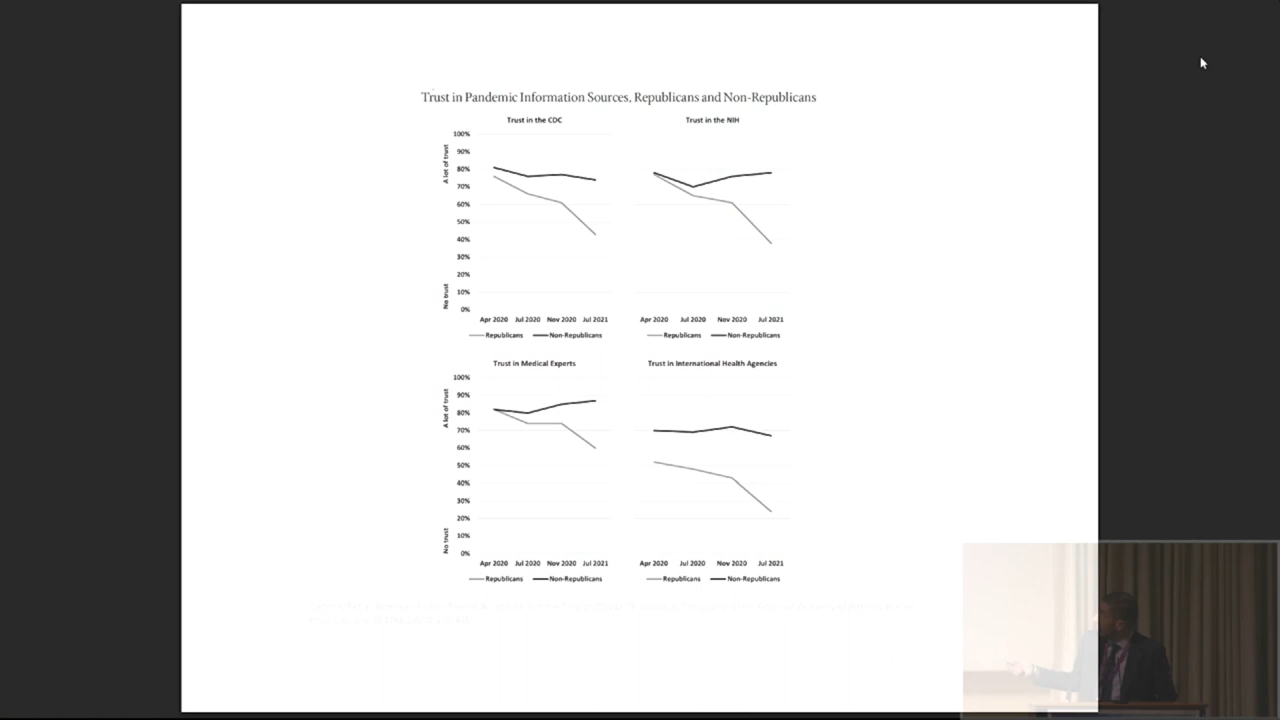 Trust in Pandemic Information Sources, Republicans and Non-Republicans
Trust in the CDC
A lot of trust
No trust
100%
90%
80%
70%
60%
50%
40%
30%
20%
10%
0%
Apr 2020 Jul 2020 Nov 2020 Jul 2021
Republicans Non-Republicans
Trust in the NIH
Apr 2020 Jul 2020 Nov 2020 Jul 2021
Republicans Non-Republicans
Trust in Medical Experts
A lot of trust
No trust
100%
90%
80%
70%
60%
50%
40%
30%
20%
10%
0%
Apr 2020 Jul 2020 Nov 2020 Jul 2021
Republicans Non-Republicans
Trust in International Health Agencies
Apr 2020 Jul 2020 Nov 2020 Jul 2021
Republicans Non-Republicans